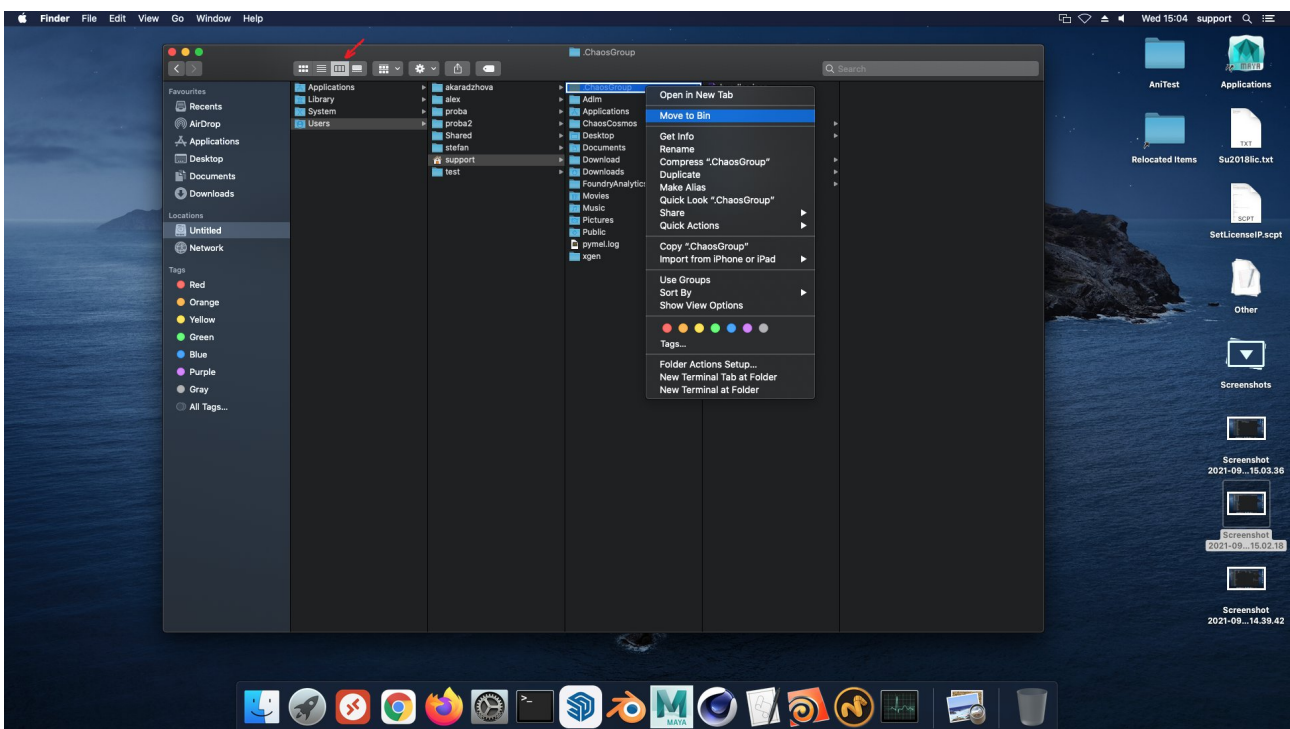 Finder File Edit View Go Window Help
Wed 15:04 support
.ChaosGroup
Search
Favourites
Recents
AirDrop
Applications
Desktop
Documents
Downloads
Locations
Untitled
Network
Tags
Red
Orange
Yellow
Green
Blue
Purple
Gray
All Tags...
Applications
Library
System
Users
akaradzhova
alex
proba
proba2
Shared
stefan
support
test
.ChaosGroup
Adlm
Applications
ChaosCosmos
Desktop
Documents
Download
Downloads
FoundryAnalytic
Movies
Music
Pictures
Public
pymel.log
xgen
Open in New Tab
Move to Bin
Get Info
Rename
Compress “.ChaosGroup”
Duplicate
Make Alias
Quick Look “.ChaosGroup”
Share
Quick Actions
Copy “.ChaosGroup”
Import from iPhone or iPad
Use Groups
Sort By
Show View Options
Tags...
Folder Actions Setup...
New Terminal Tab at Folder
New Terminal at Folder
AniTest
MAYA
Applications
Relocated Items
TXT
Su2018lic.txt
SCPT
SetLicenseIP.scpt
Other
Screenshots
Screenshot
2021-09...15.03.36
Screenshot
2021-09...15.02.18
Screenshot
2021-09...14.39.42
MAYA